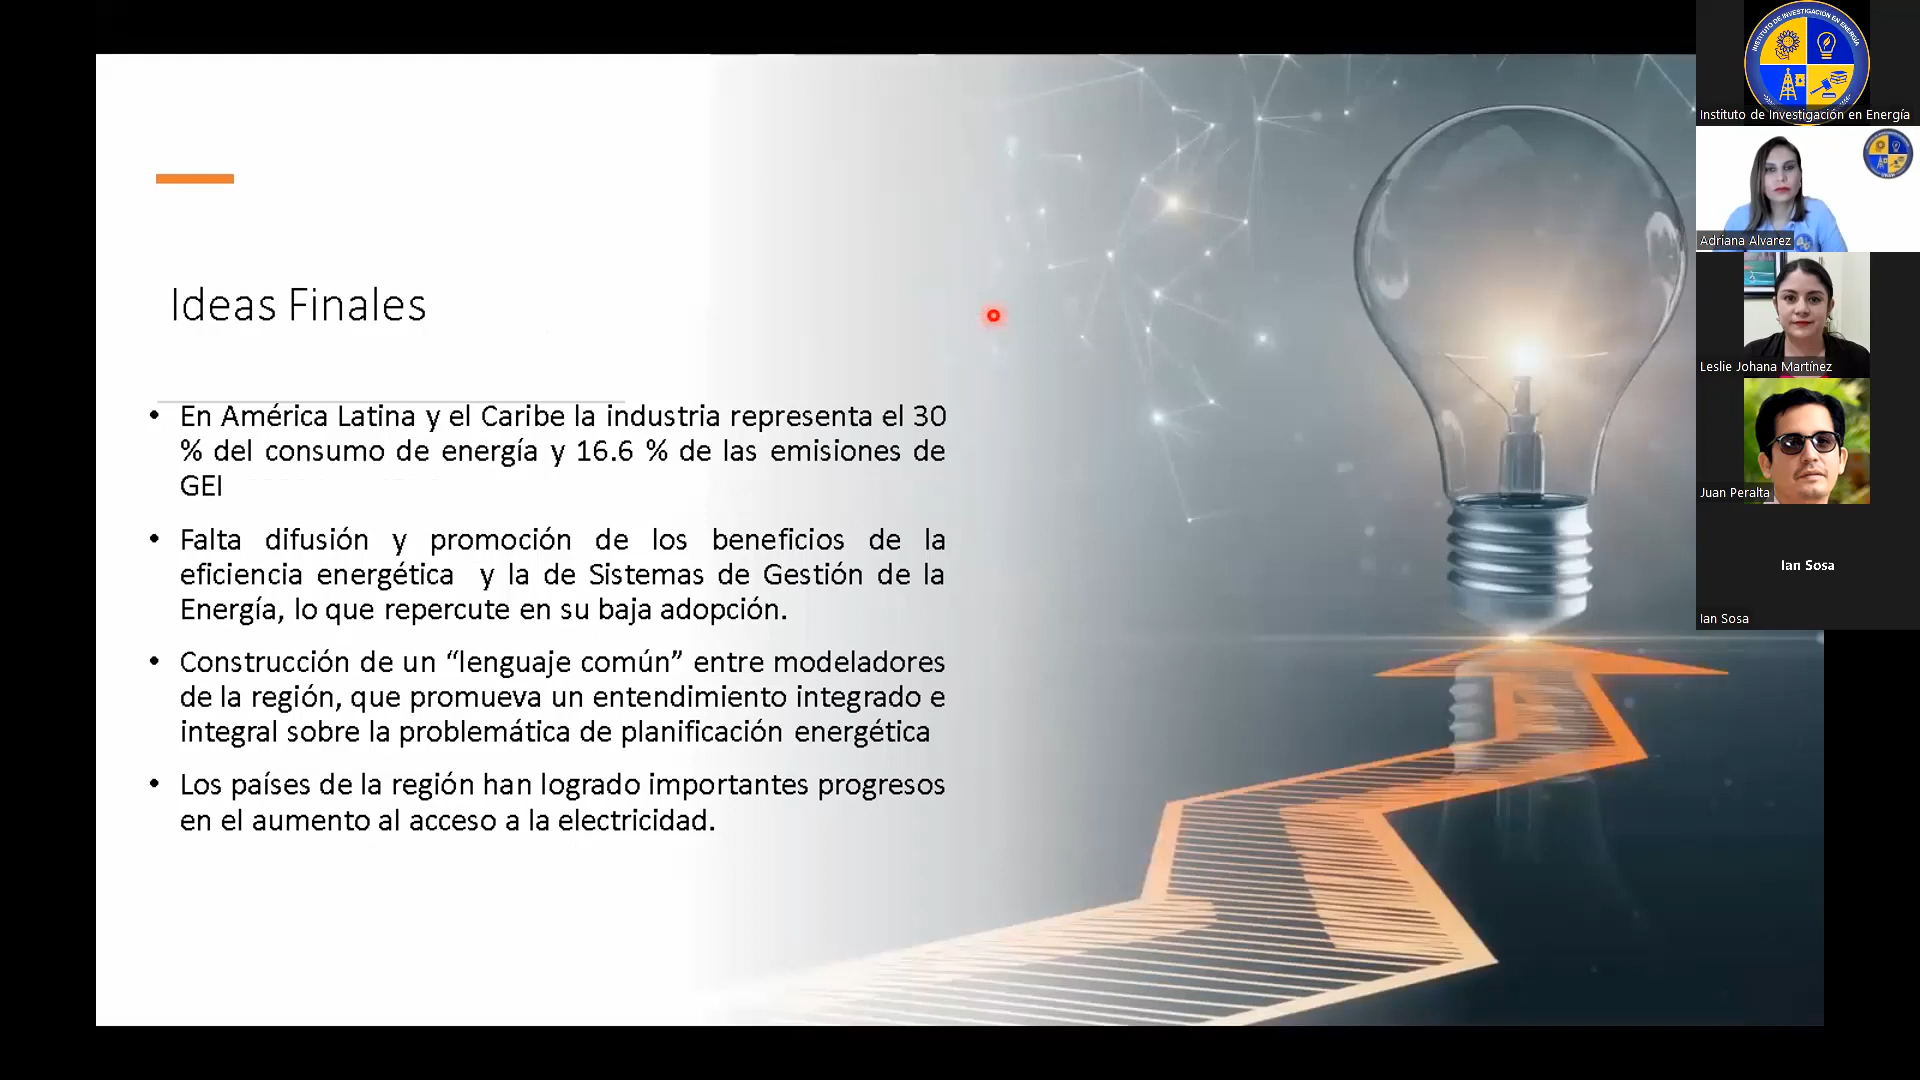 Ideas Finales
• En América Latina y el Caribe la industria representa el 30
% del consumo de energía y 16.6 % de las emisiones de
GEI
• Falta difusión y promoción de los beneficios de la
eficiencia energética y la de Sistemas de Gestión de la
Energía, lo que repercute en su baja adopción.
• Construcción de un “lenguaje común” entre modeladores
de la región, que promueva un entendimiento integrado e
integral sobre la problemática de planificación energética
• Los países de la región han logrado importantes progresos
en el aumento al acceso a la electricidad.
INSTITUTO DE INVESTIGACIÓN EN ENERGÍA
Instituto de Investigación en Energía
Adriana Alvarez
Leslie Johana Martínez
Juan Peralta
Ian Sosa
Ian Sosa